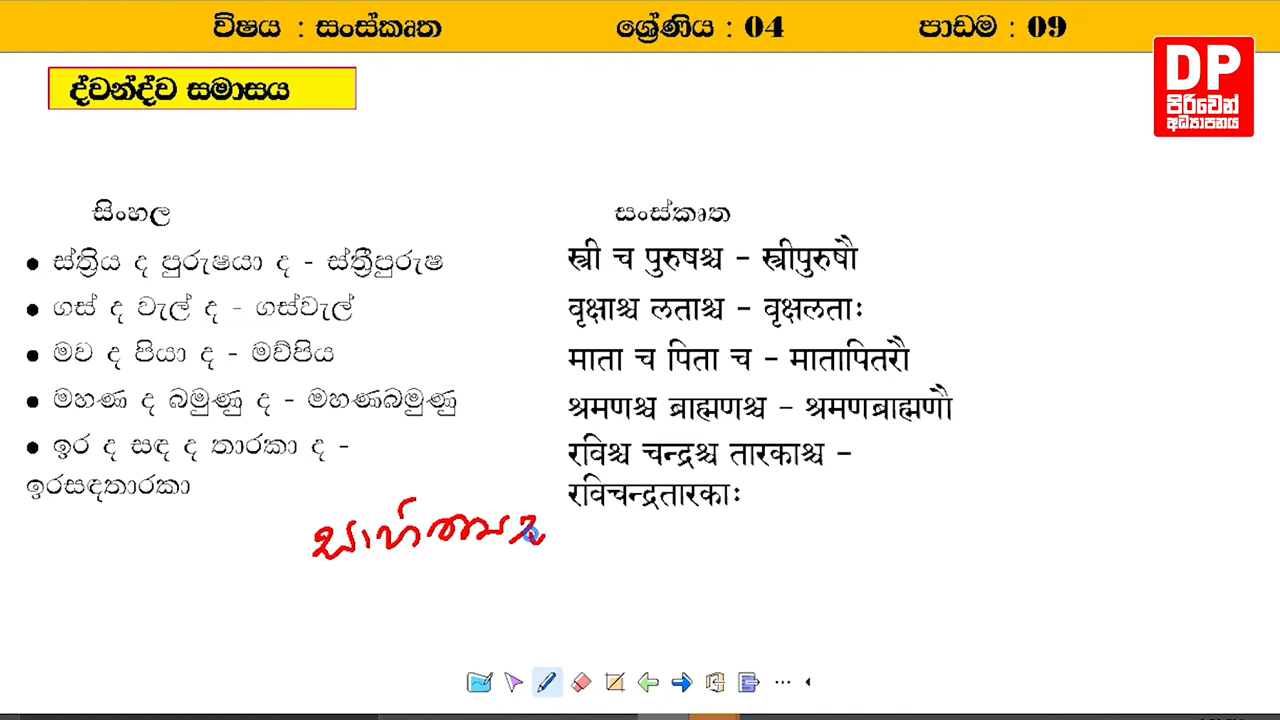 විෂය : සංස්කෘත ශ්‍රේණිය : 04 පාඩම : 09
DP
පිරිවෙන්
අධ්‍යාපනය
ද්වන්ද්ව සමාසය
සිංහල
● ස්ත්‍රිය ද පුරුෂයා ද - ස්ත්‍රීපුරුෂ
● ගස් ද වැල් ද - ගස්වැල්
● මව ද පියා ද - මව්පිය
● මහණ ද බමුණු ද - මහණබමුණු
● ඉර ද සඳ ද තාරකා ද -
ඉරසඳතාරකා
සංස්කෘත
स्त्री च पुरुषश्च - स्त्रीपुरुषौ
वृक्षाश्च लताश्च - वृक्षलताः
माता च पिता च - मातापितरौ
श्रमणश्च ब्राह्मणश्च - श्रमणब्राह्मणौ
रविश्च चन्द्रश्च तारकाश्च -
रविचन्द्रतारकाः